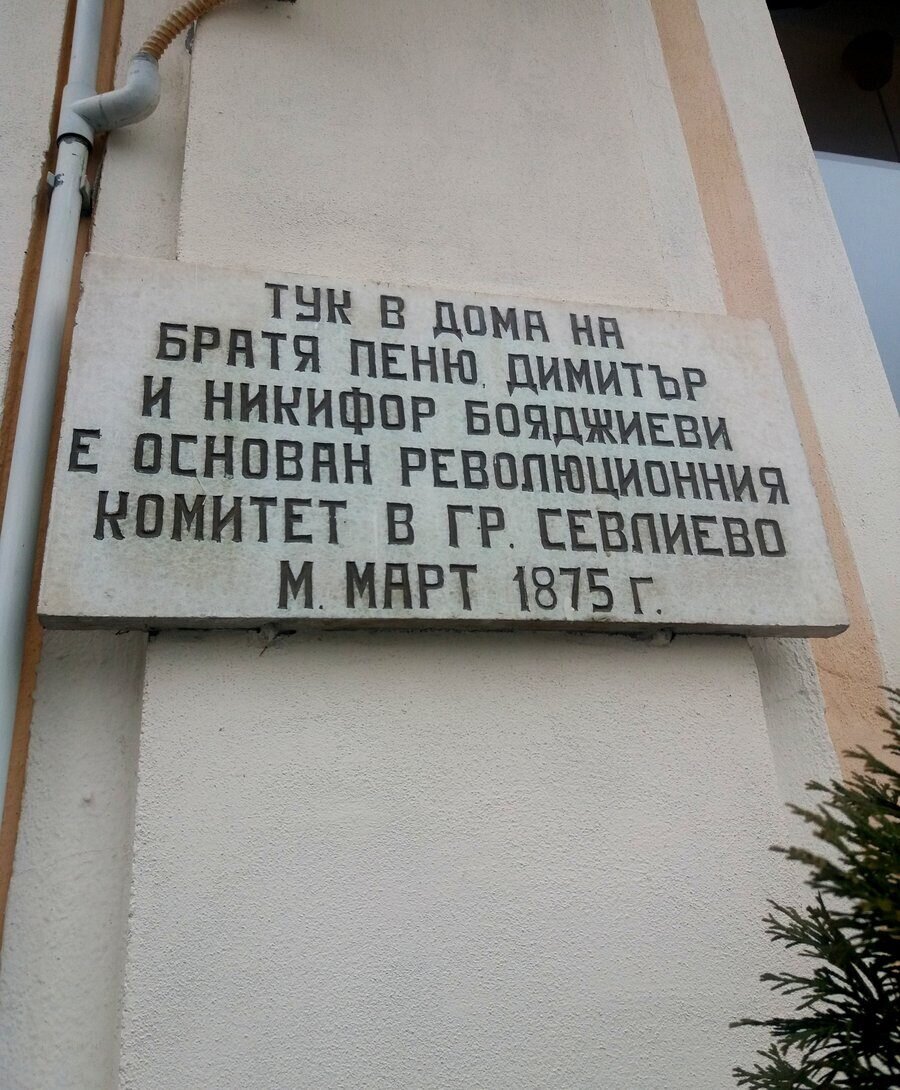 ТУК В ДОМА НА
БРАТЯ ПЕНЮ, ДИМИТЪР
И НИКИФОР БОЯДЖИЕВИ
Е ОСНОВАН РЕВОЛЮЦИОННИЯ
КОМИТЕТ В ГР. СЕВЛИЕВО
М. МАРТ 1875 Г.